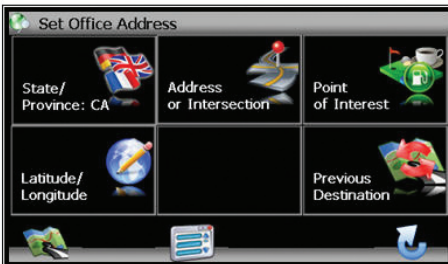 Set Office Address
State/
Province: CA
Address
or Intersection
Point
of Interest
Latitude/
Longitude
Previous
Destination